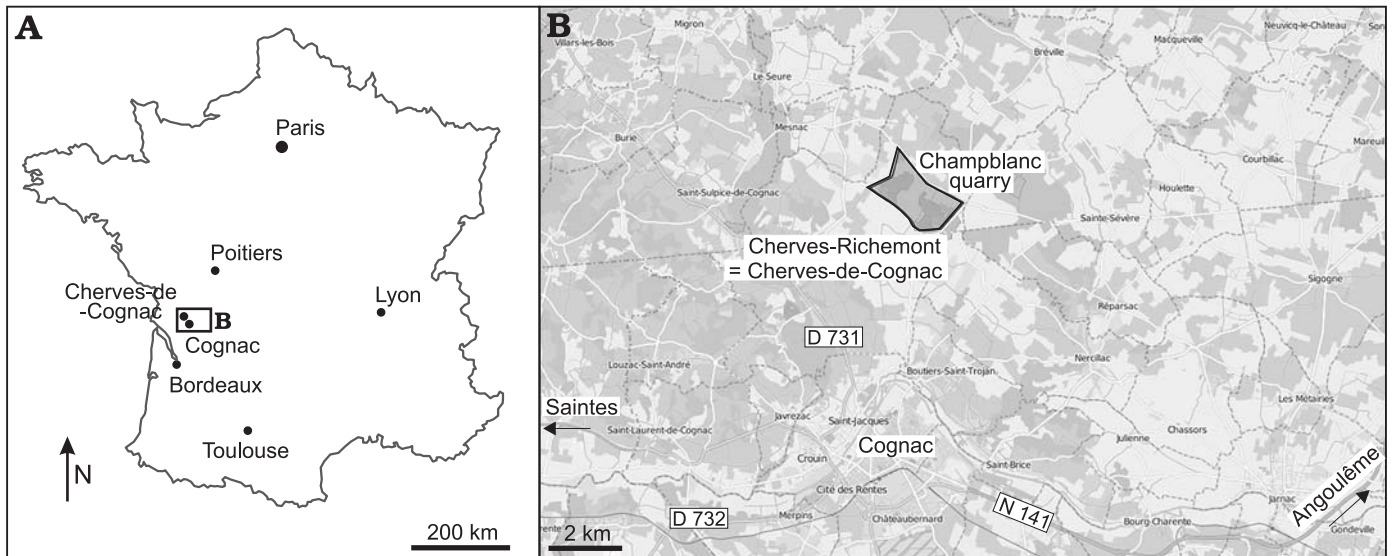 A
Paris
Poitiers
Cherves-de
-Cognac
B
Cognac
Lyon
Bordeaux
Toulouse
N
200 km
B
Mignon
Villars-les-Bois
Neuvicq-le-Château
Son
Macqueville
Bréville
Le Seure
Burie
Mesnac
Mareuil
Champblanc
quarry
Courbillac
Saint-Sulpice-de-Cognac
Houlette
Sainte-Sévère
Cherves-Richemont
= Cherves-de-Cognac
Sigogne
Réparsac
D 731
Nercillac
Louzac-Saint-André
Boutiers-Saint-Trojan
Les Métairies
Saintes
Javrezac
Saint-Jacques
Saint-Laurent-de-Cognac
Chassors
Julienne
Cognac
Crouin
Saint-Brice
Angoulême
Cité des Rentes
Jarnac
N 141
D 732
Merpins
Châteaubernard
Bourg-Charente
Gondeville
rente
2 km